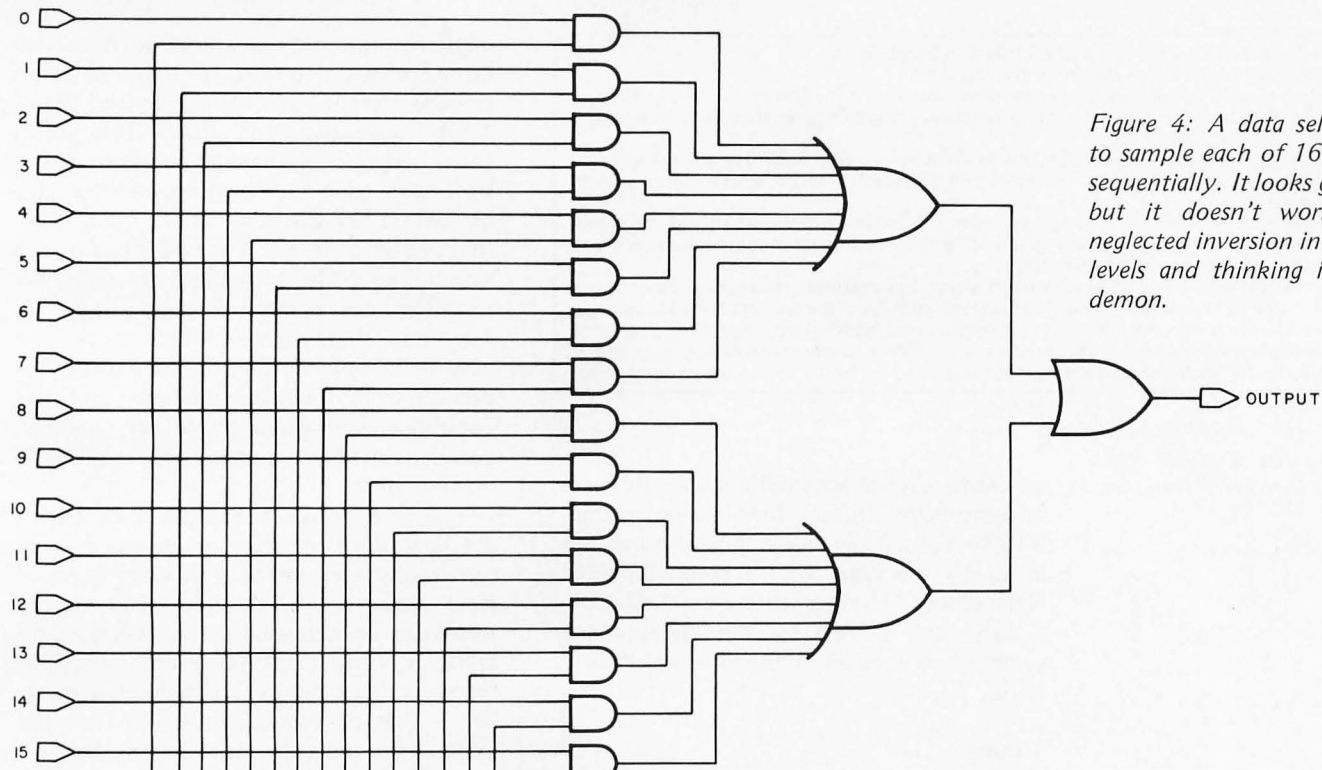 0
1
2
3
4
5
6
7
8
9
10
11
12
13
14
15
OUTPUT
Figure 4: A data sel
to sample each of 16
sequentially. It looks g
but it doesn't wor
neglected inversion in
levels and thinking i
demon.